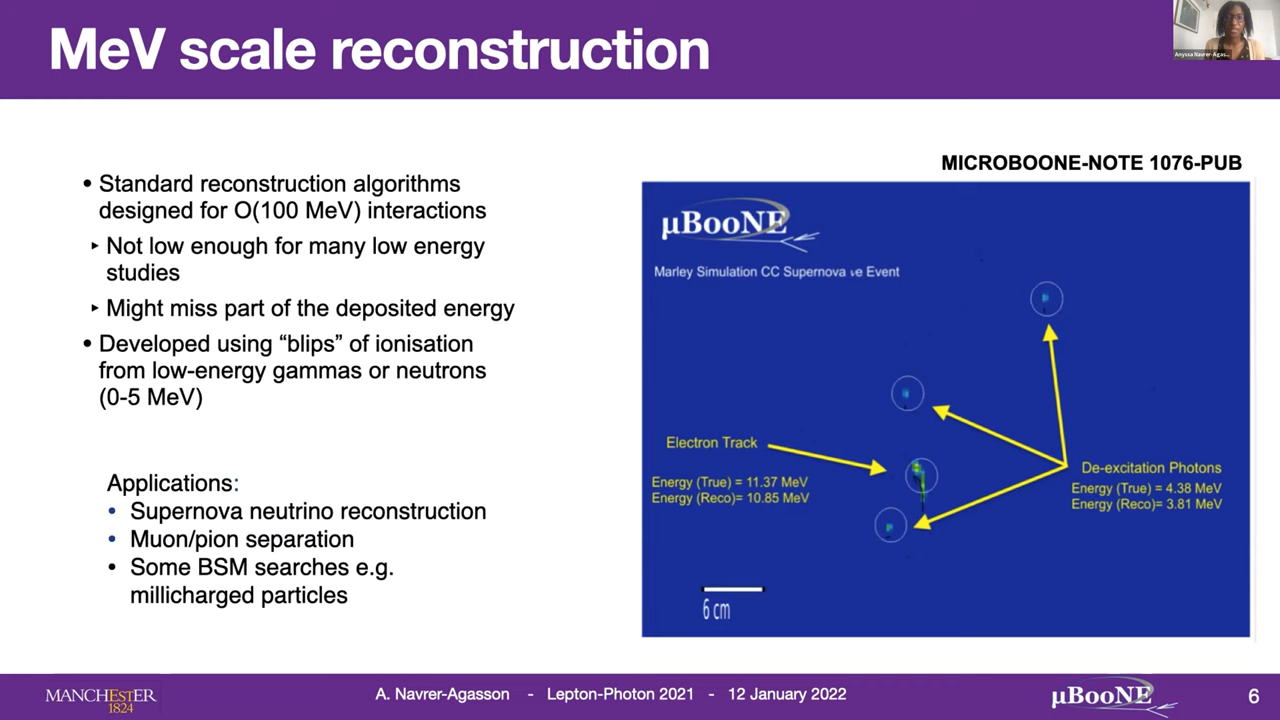 MeV scale reconstruction
Anyssa Navrer-Agas...
MICROBOONE-NOTE 1076-PUB
• Standard reconstruction algorithms
designed for O(100 MeV) interactions
‣ Not low enough for many low energy
studies
‣ Might miss part of the deposited energy
• Developed using “blips” of ionisation
from low-energy gammas or neutrons
(0-5 MeV)
Applications:
• Supernova neutrino reconstruction
• Muon/pion separation
• Some BSM searches e.g.
millicharged particles
µBooNE
Marley Simulation CC Supernova νe Event
Electron Track
Energy (True) = 11.37 MeV
Energy (Reco)= 10.85 MeV
De-excitation Photons
Energy (True) = 4.38 MeV
Energy (Reco)= 3.81 MeV
6 cm
MANCHESTER
1824
A. Navrer-Agasson - Lepton-Photon 2021 - 12 January 2022
µBooNE
6